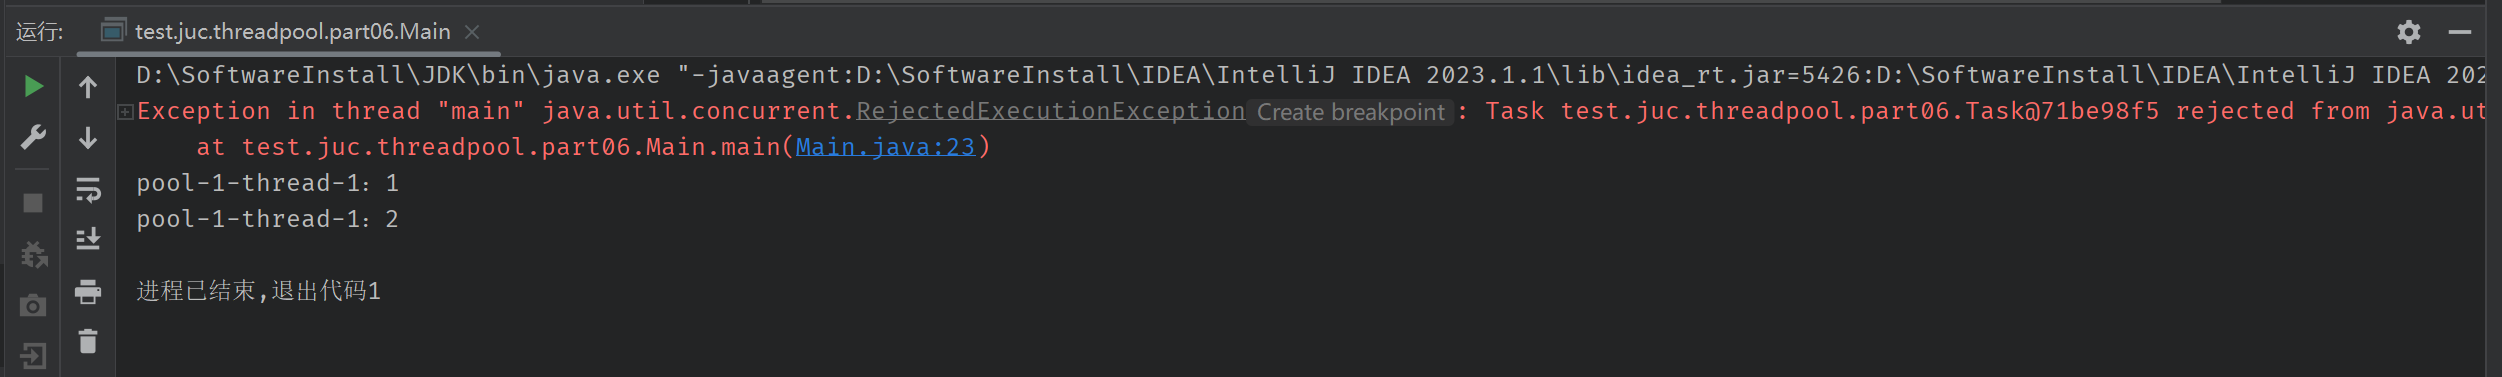 运行: test.juc.threadpool.part06.Main
D:\SoftwareInstall\JDK\bin\java.exe "-javaagent:D:\SoftwareInstall\IDEA\IntelliJ IDEA 2023.1.1\lib\idea_rt.jar=5426:D:\SoftwareInstall\IDEA\IntelliJ IDEA 202
Exception in thread "main" java.util.concurrent.RejectedExecutionException Create breakpoint : Task test.juc.threadpool.part06.Task@71be98f5 rejected from java.ut
at test.juc.threadpool.part06.Main.main(Main.java:23)
pool-1-thread-1：1
pool-1-thread-1：2
进程已结束,退出代码1